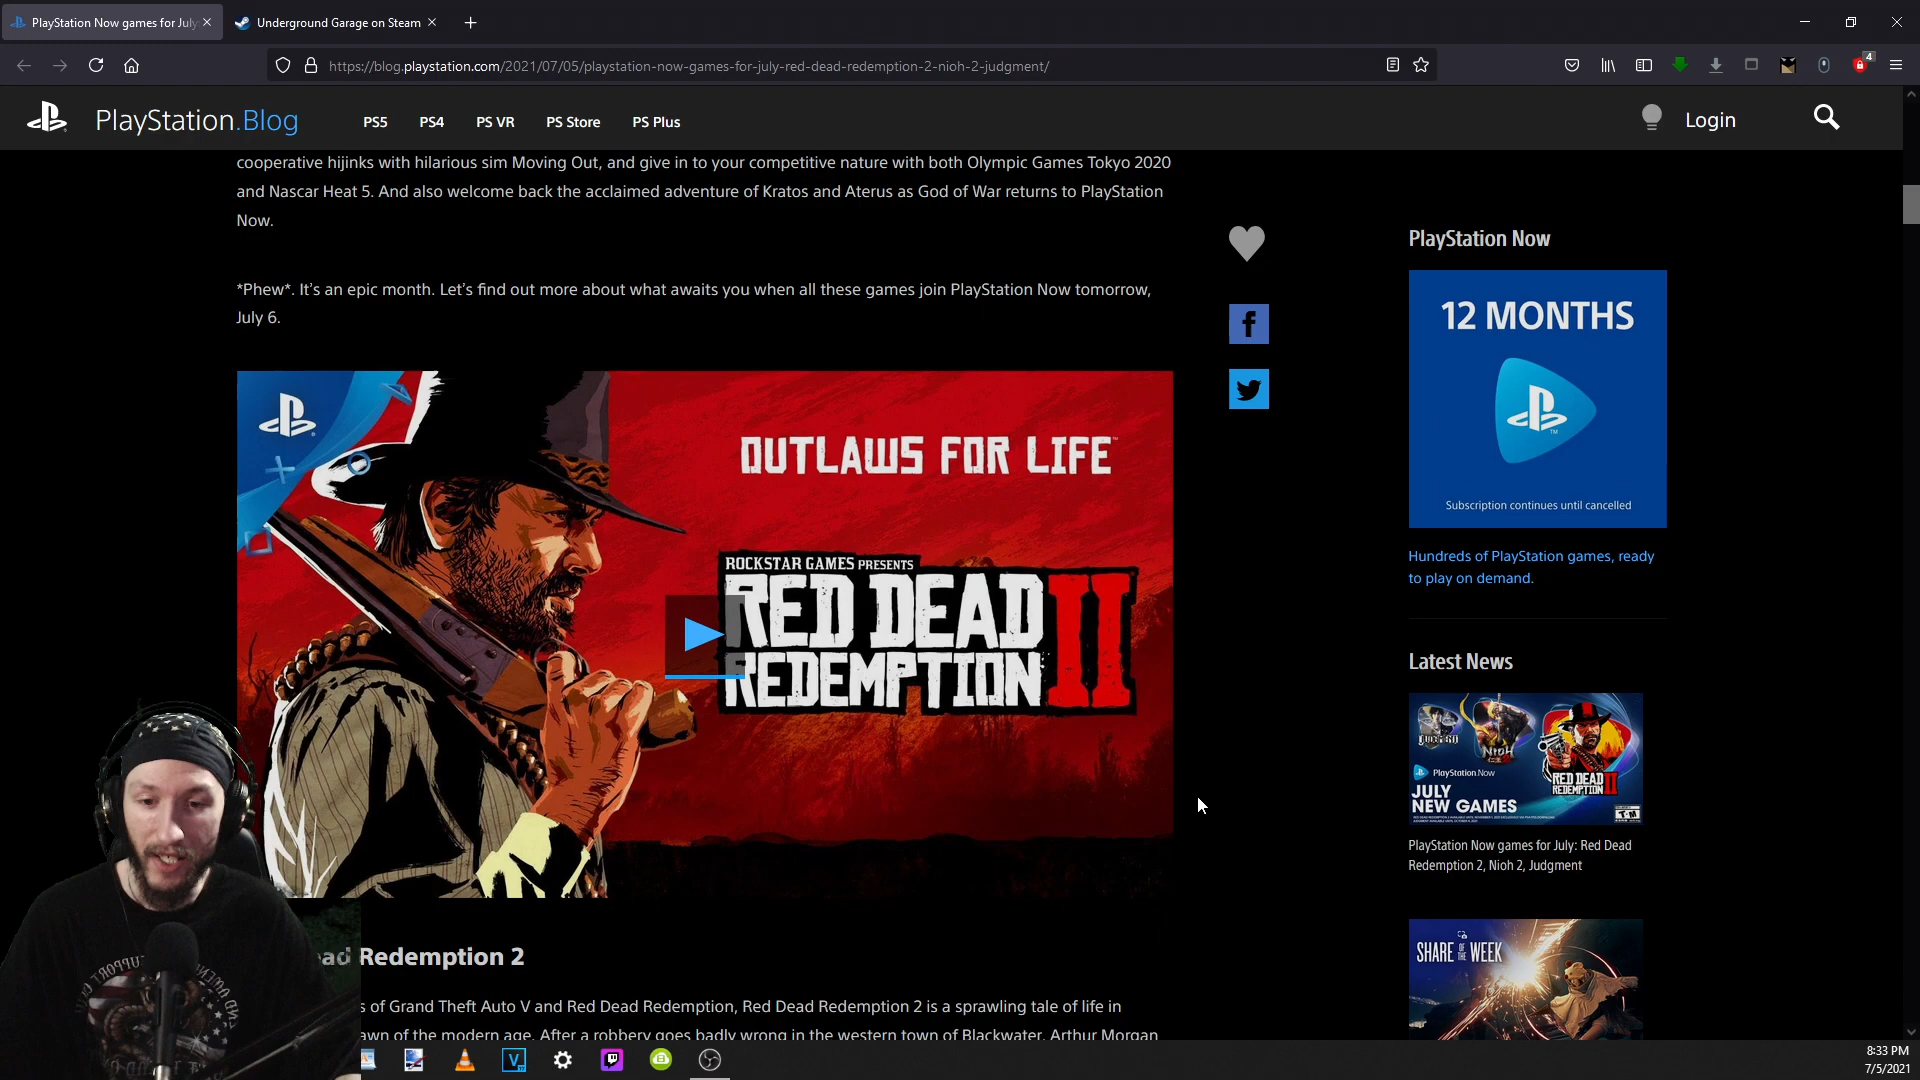 PlayStation Now games for July
Underground Garage on Steam
https://blog.playstation.com/2021/07/05/playstation-now-games-for-july-red-dead-redemption-2-nioh-2-judgment/
4
PlayStation.Blog
PS5
PS4
PS VR
PS Store
PS Plus
Login
cooperative hijinks with hilarious sim Moving Out, and give in to your competitive nature with both Olympic Games Tokyo 2020
and Nascar Heat 5. And also welcome back the acclaimed adventure of Kratos and Aterus as God of War returns to PlayStation
Now.
*Phew*. It's an epic month. Let's find out more about what awaits you when all these games join PlayStation Now tomorrow,
July 6.
OUTLAWS FOR LIFE
ROCKSTAR GAMES PRESENTS
RED DEAD
REDEMPTION II
ad Redemption 2
s of Grand Theft Auto V and Red Dead Redemption, Red Dead Redemption 2 is a sprawling tale of life in
awn of the modern age. After a robbery goes badly wrong in the western town of Blackwater, Arthur Morgan
PlayStation Now
12 MONTHS
Subscription continues until cancelled
Hundreds of PlayStation games, ready
to play on demand.
Latest News
JUDGMENT
NIOH
PlayStation Now
JULY
NEW GAMES
RED DEAD
REDEMPTION II
PlayStation Now games for July: Red Dead
Redemption 2, Nioh 2, Judgment
SHARE OF THE WEEK
8:33 PM
7/5/2021